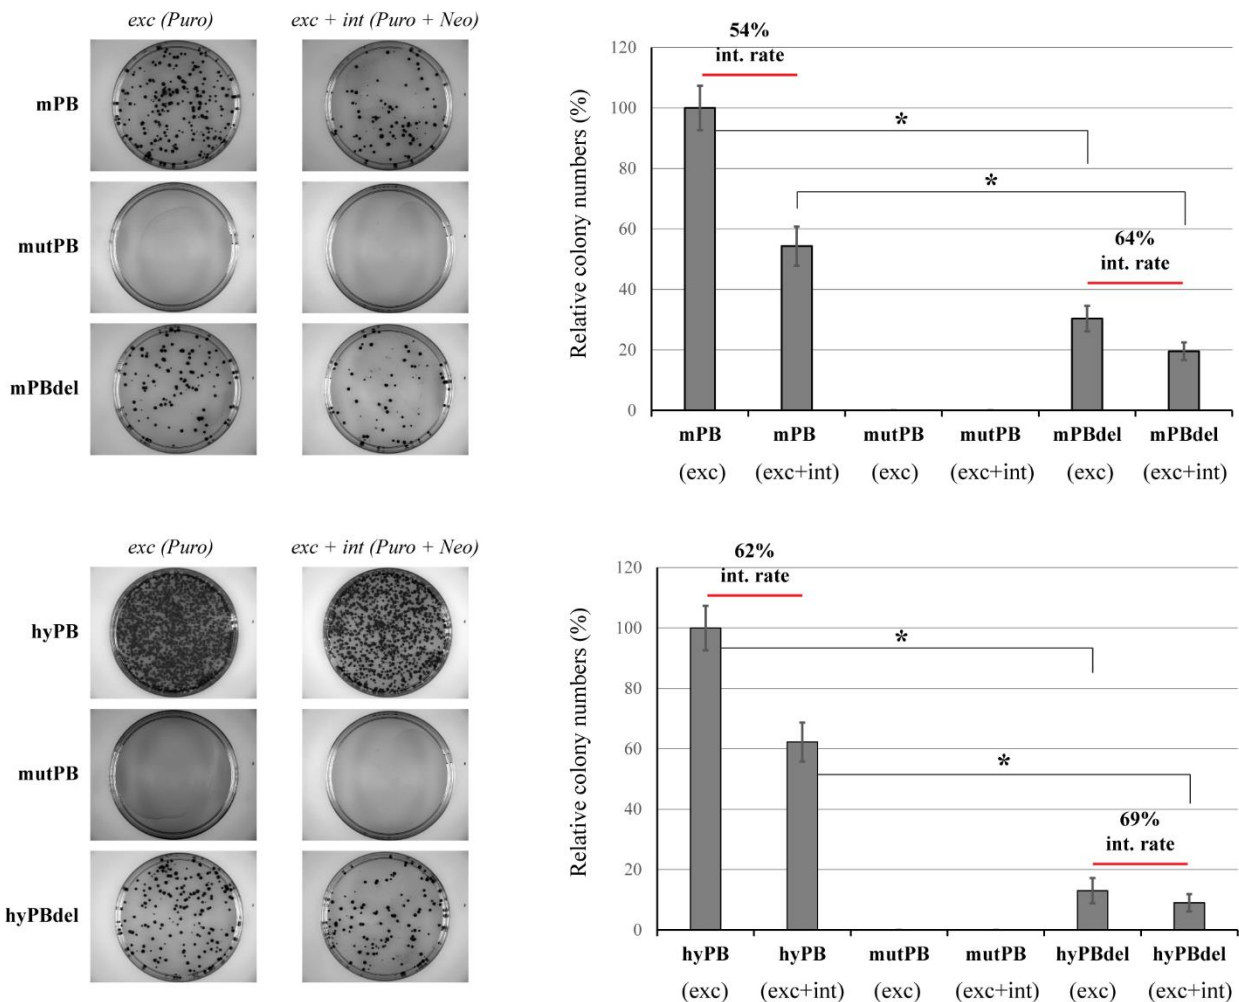 exc (Puro)
exc + int (Puro + Neo)
mPB
mutPB
mPBdel
Relative colony numbers (%)
120
100
80
60
40
20
0
54%
int. rate
*
*
64%
int. rate
mPB mPB mutPB mutPB mPBdel mPBdel
(exc) (exc+int) (exc) (exc+int) (exc) (exc+int)
exc (Puro)
exc + int (Puro + Neo)
hyPB
mutPB
hyPBdel
Relative colony numbers (%)
120
100
80
60
40
20
0
62%
int. rate
*
*
69%
int. rate
hyPB hyPB mutPB mutPB hyPBdel hyPBdel
(exc) (exc+int) (exc) (exc+int) (exc) (exc+int)